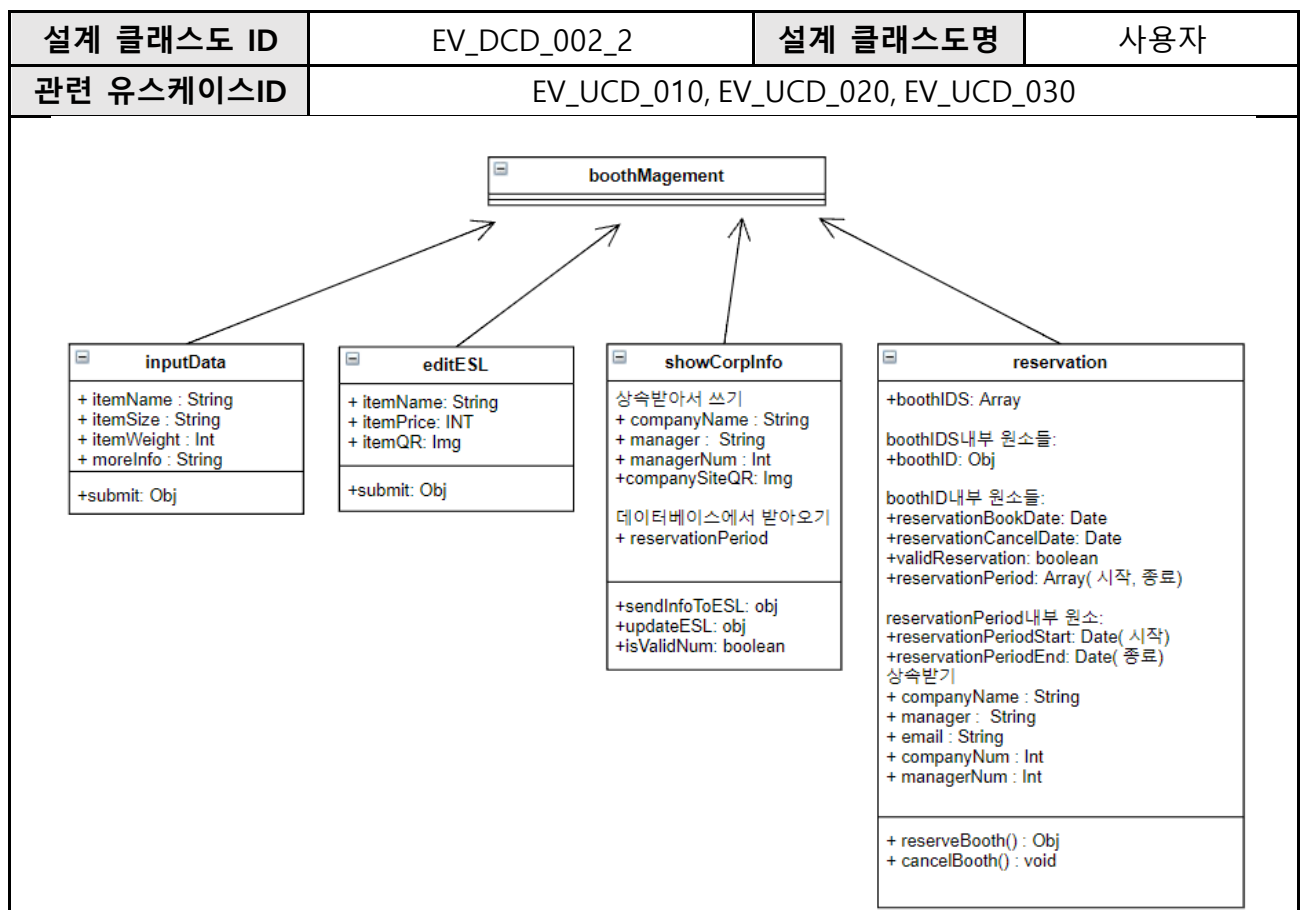 설계 클래스도 ID EV_DCD_002_2 설계 클래스도명 사용자
관련 유스케이스ID EV_UCD_010, EV_UCD_020, EV_UCD_030
boothMagement
inputData
+ itemName : String
+ itemSize : String
+ itemWeight : Int
+ moreInfo : String
+submit: Obj
editESL
+ itemName: String
+ itemPrice: INT
+ itemQR: Img
+submit: Obj
showCorpInfo
상속받아서 쓰기
+ companyName : String
+ manager : String
+ managerNum : Int
+companySiteQR: Img
데이터베이스에서 받아오기
+ reservationPeriod
+sendInfoToESL: obj
+updateESL: obj
+isValidNum: boolean
reservation
+boothIDS: Array
boothIDS내부 원소들:
+boothID: Obj
boothID내부 원소들:
+reservationBookDate: Date
+reservationCancelDate: Date
+validReservation: boolean
+reservationPeriod: Array( 시작, 종료)
reservationPeriod내부 원소:
+reservationPeriodStart: Date( 시작)
+reservationPeriodEnd: Date( 종료)
상속받기
+ companyName : String
+ manager : String
+ email : String
+ companyNum : Int
+ managerNum : Int
+ reserveBooth() : Obj
+ cancelBooth() : void